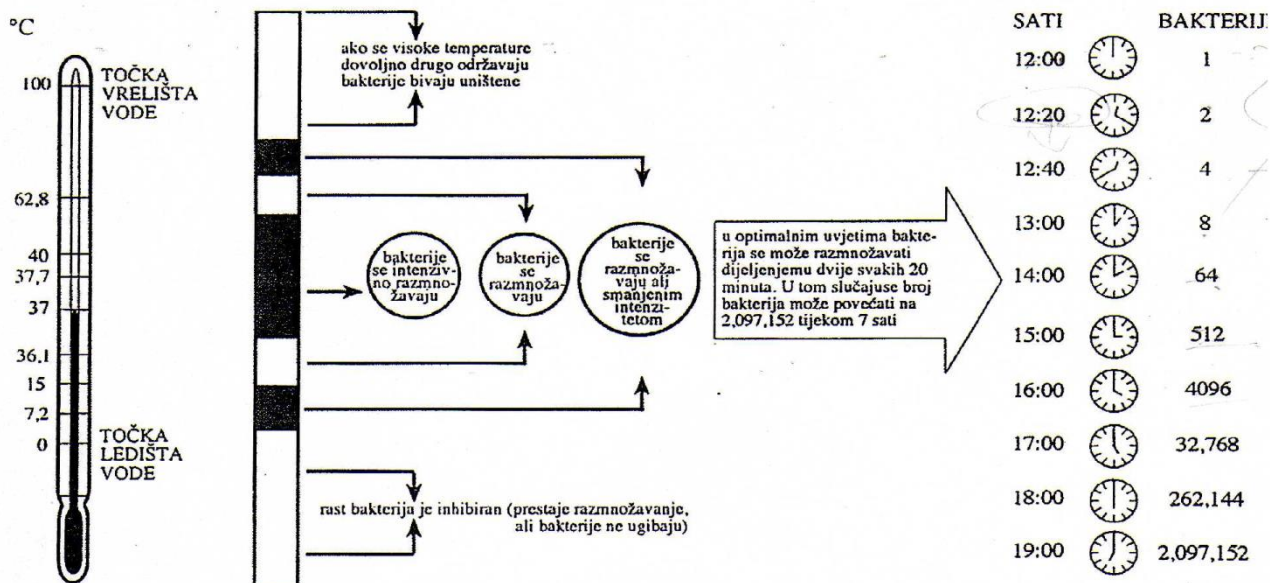 °C
100
62,8
40
37,7
37
36,1
15
7,2
0
TOČKA
VRELIŠTA
VODE
TOČKA
LEDIŠTA
VODE
ako se visoke temperature
dovoljno drugo održavaju
bakterije bivaju uništene
bakterije
se intenziv-
no razmno-
žavaju
bakterije
se
razmnoža-
vaju
bakterije
se
razmnoža-
vaju ali
smanjenim
intenzi-
tetom
rast bakterija je inhibiran (prestaje razmnožavanje,
ali bakterije ne ugibaju)
u optimalnim uvjetima bakte-
rija se može razmnožavati
dijeljenjemu dvije svakih 20
minuta. U tom slučajuse broj
bakterija može povećati na
2,097,152 tijekom 7 sati
SATI BAKTERIJ
12:00 1
12:20 2
12:40 4
13:00 8
14:00 64
15:00 512
16:00 4096
17:00 32,768
18:00 262,144
19:00 2,097,152